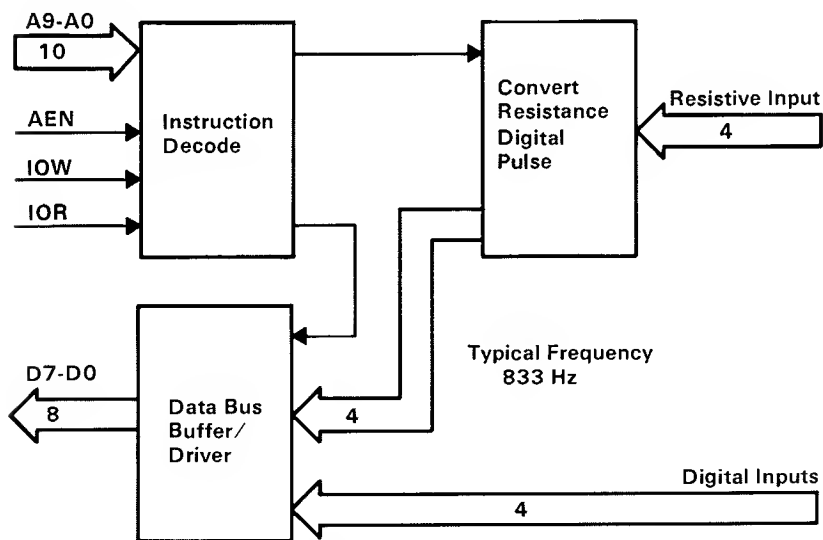 A9-A0
10
AEN
IOW
IOR
Instruction
Decode
Convert
Resistance
Digital
Pulse
Resistive Input
4
Typical Frequency
833 Hz
D7-D0
8
Data Bus
Buffer/
Driver
4
Digital Inputs
4